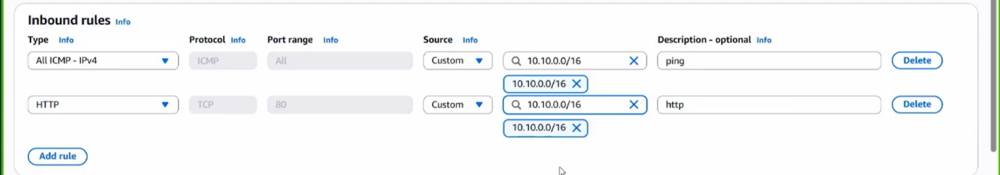 Inbound rules Info
Type Info Protocol Info Port range Info Source Info Description - optional Info
All ICMP - IPv4 ICMP All Custom 10.10.0.0/16 ping Delete
10.10.0.0/16
HTTP TCP 80 Custom 10.10.0.0/16 http Delete
10.10.0.0/16
Add rule